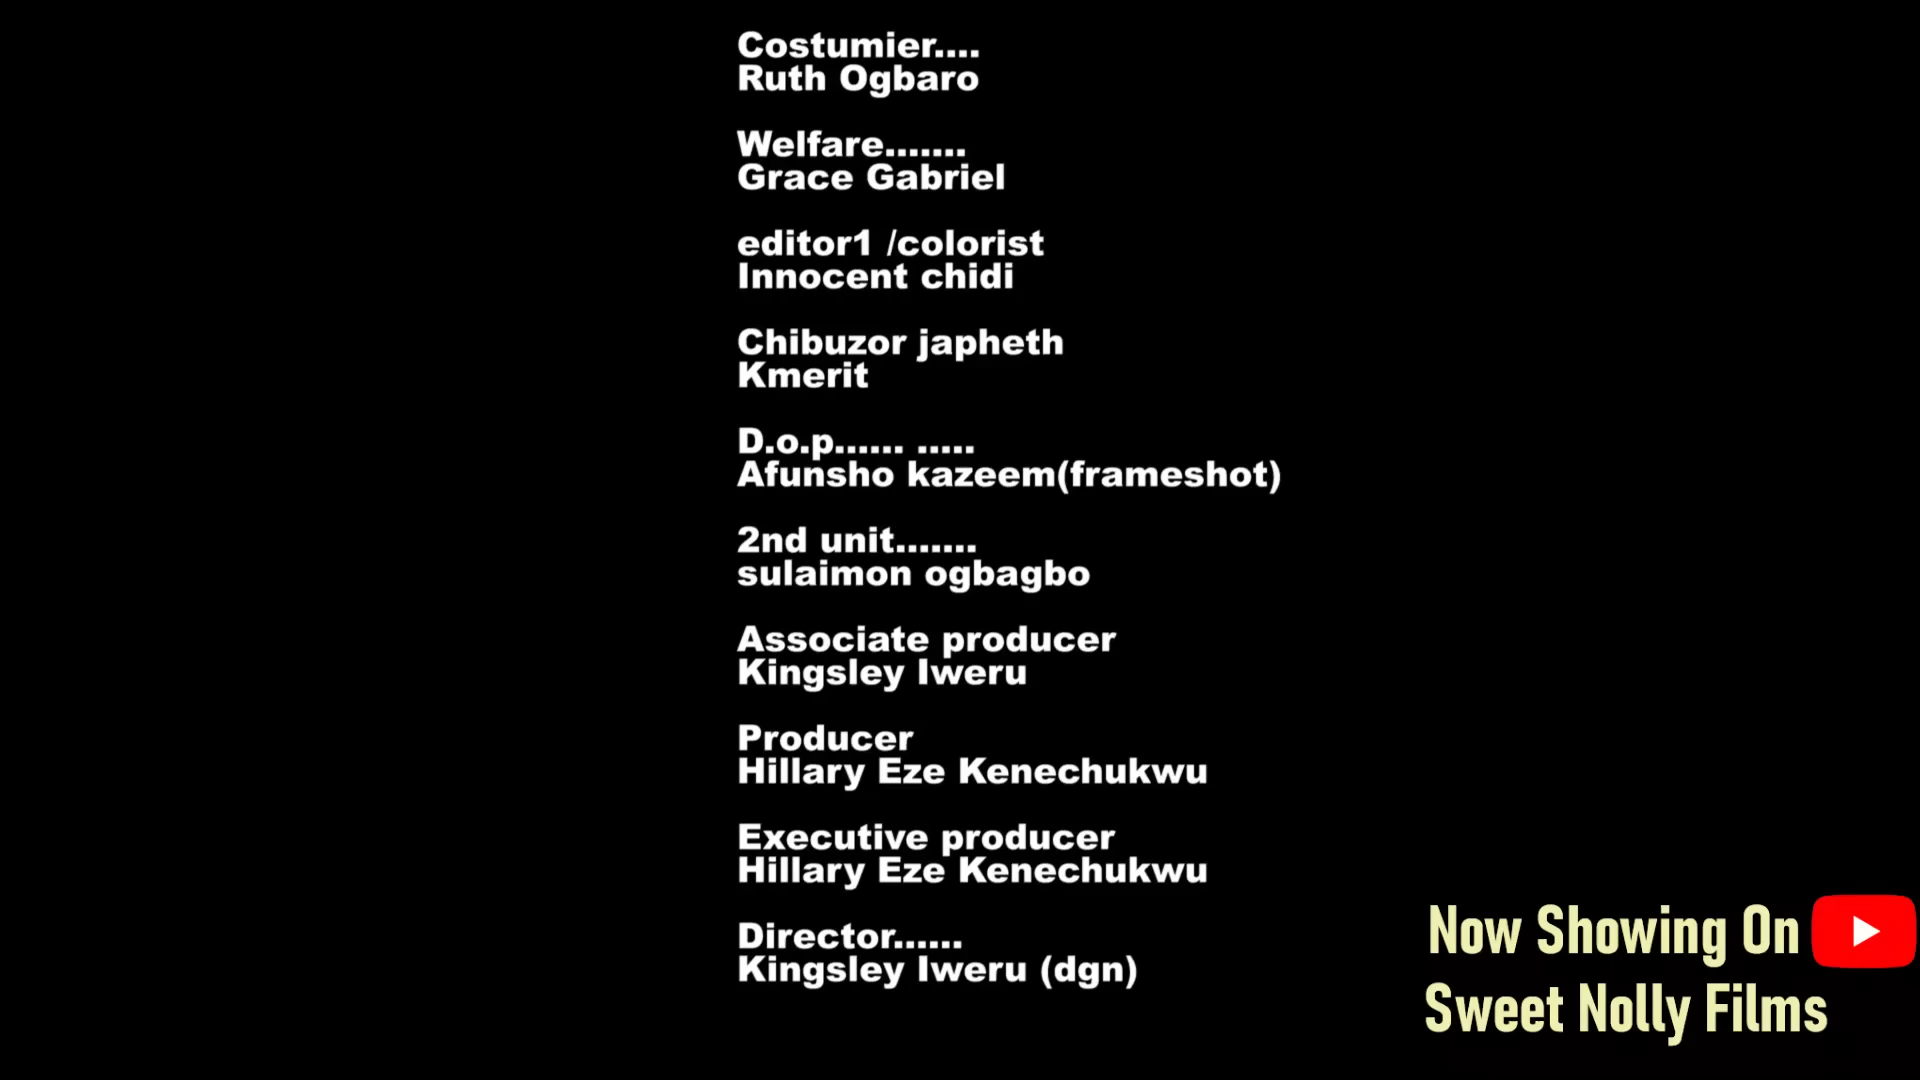 Costumier....
Ruth Ogbaro
Welfare.......
Grace Gabriel
editor1 /colorist
Innocent chidi
Chibuzor japheth
Kmerit
D.o.p...... .....
Afunsho kazeem(frameshot)
2nd unit.......
sulaimon ogbagbo
Associate producer
Kingsley Iweru
Producer
Hillary Eze Kenechukwu
Executive producer
Hillary Eze Kenechukwu
Director......
Kingsley Iweru (dgn)
Now Showing On
Sweet Nolly Films